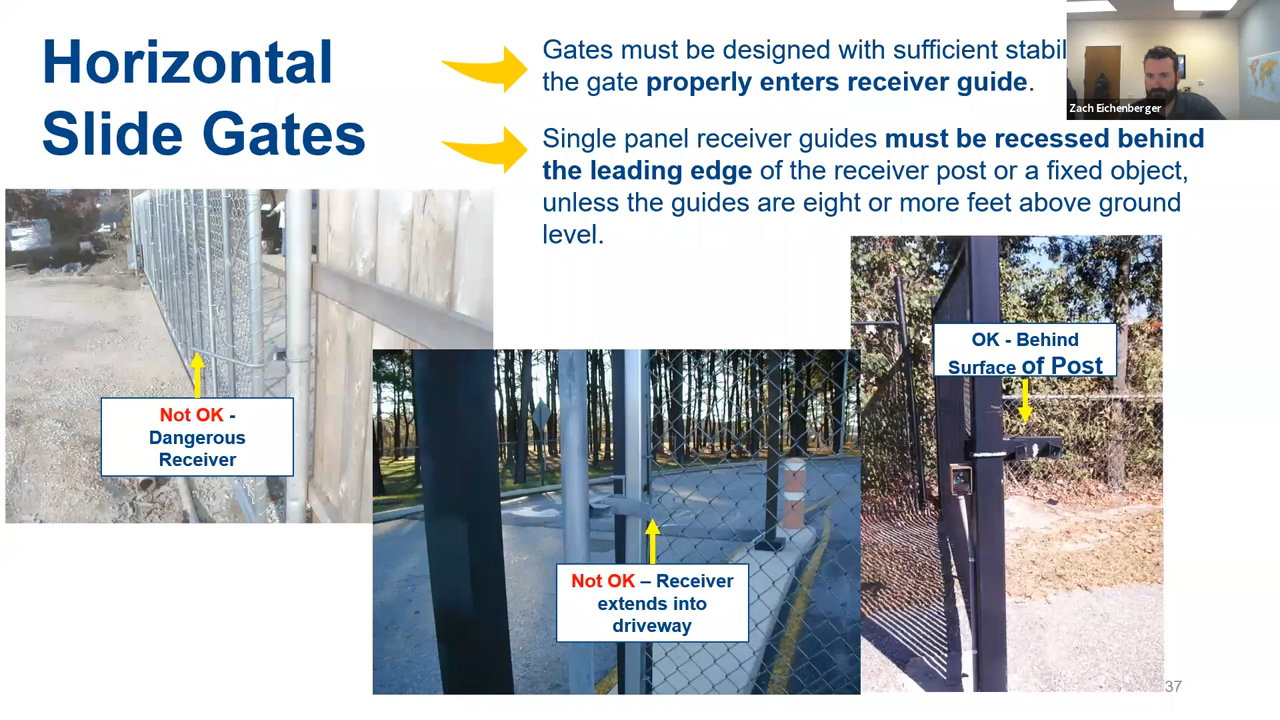 Horizontal
Slide Gates
Gates must be designed with sufficient
the gate properly enters receiver guide.
Zach Eichenberger
Single panel receiver guides must be recessed behind
the leading edge of the receiver post or a fixed object,
unless the guides are eight or more feet above ground
level.
OK - Behind
Surface of Post
Not OK -
Dangerous
Receiver
Not OK – Receiver
extends into
driveway
37